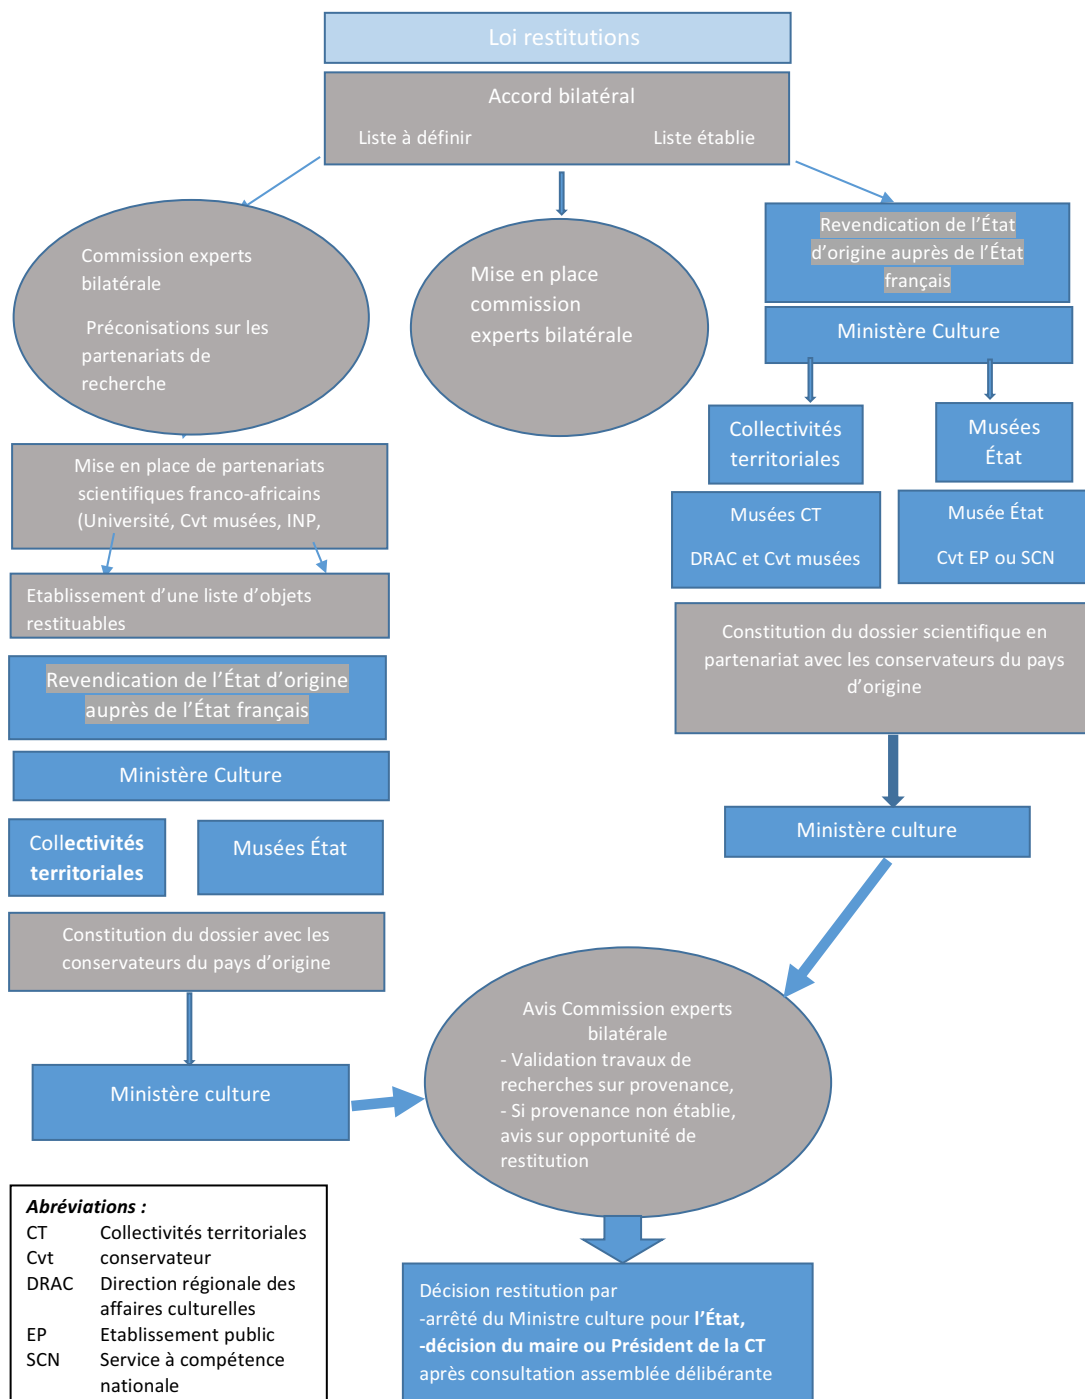 Loi restitutions
Accord bilatéral
Liste à définir
Liste établie
Commission experts
bilatérale
Préconisations sur les
partenariats de
recherche
Mise en place
commission
experts bilatérale
Revendication de l'État
d'origine auprès de l'État
français
Ministère Culture
Collectivités
territoriales
Musées
État
Musées CT
DRAC et Cvt musées
Musée État
Cvt EP ou SCN
Mise en place de partenariats
scientifiques franco-africains
(Université, Cvt musées, INP,
Etablissement d'une liste d'objets
restituables
Revendication de l'État d'origine
auprès de l'État français
Ministère Culture
Collectivités
territoriales
Musées État
Constitution du dossier avec les
conservateurs du pays d'origine
Ministère culture
Constitution du dossier scientifique en
partenariat avec les conservateurs du pays
d'origine
Ministère culture
Avis Commission experts
bilatérale
- Validation travaux de
recherches sur provenance,
- Si provenance non établie,
avis sur opportunité de
restitution
Décision restitution par
-arrêté du Ministre culture pour l'État,
-décision du maire ou Président de la CT
après consultation assemblée délibérante
Abréviations :
CT Collectivités territoriales
Cvt conservateur
DRAC Direction régionale des
affaires culturelles
EP Etablissement public
SCN Service à compétence
nationale